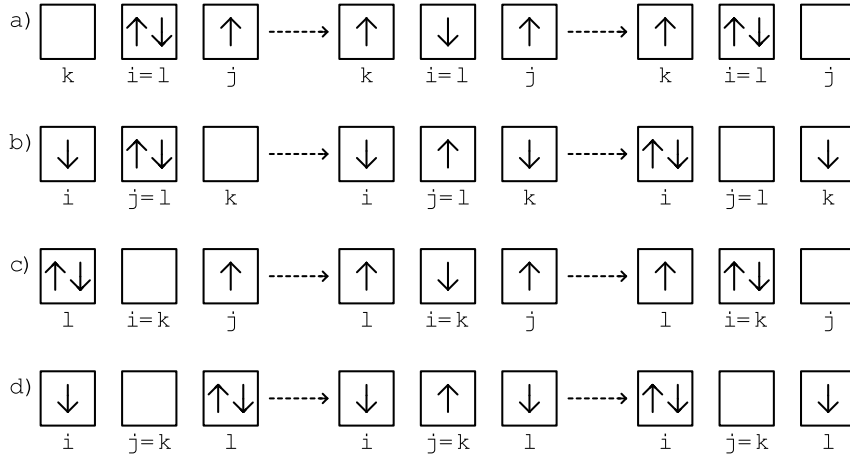 a) k i=l j k i=l j k i=l j
b) i j=l k i j=l k i j=l k
c) l i=k j l i=k j l i=k j
d) i j=k l i j=k l i j=k l